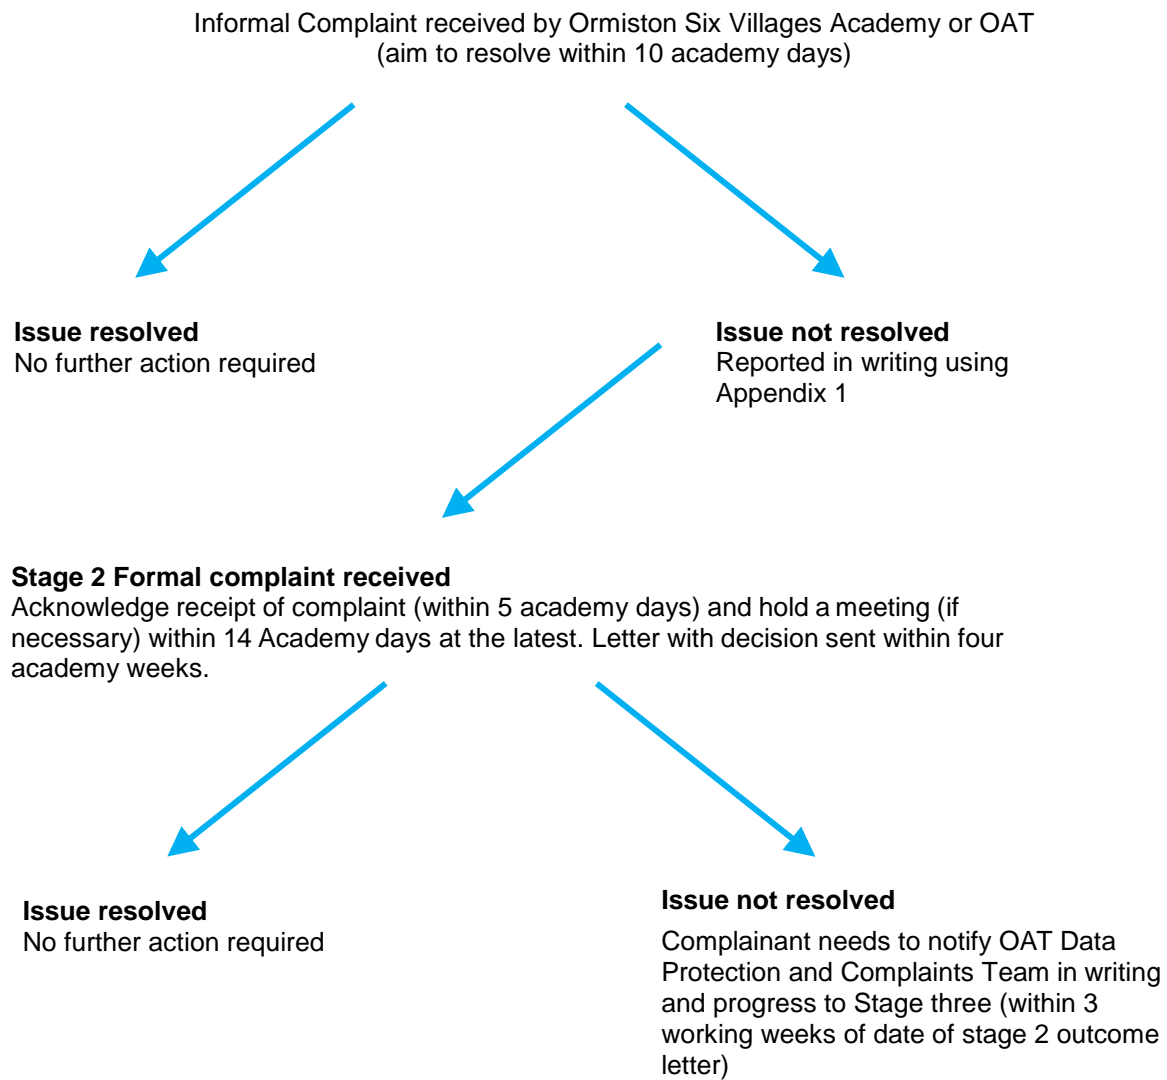 Informal Complaint received by Ormiston Six Villages Academy or OAT
(aim to resolve within 10 academy days)
Issue resolved
No further action required
Issue not resolved
Reported in writing using
Appendix 1
Stage 2 Formal complaint received
Acknowledge receipt of complaint (within 5 academy days) and hold a meeting (if
necessary) within 14 Academy days at the latest. Letter with decision sent within four
academy weeks.
Issue resolved
No further action required
Issue not resolved
Complainant needs to notify OAT Data
Protection and Complaints Team in writing
and progress to Stage three (within 3
working weeks of date of stage 2 outcome
letter)